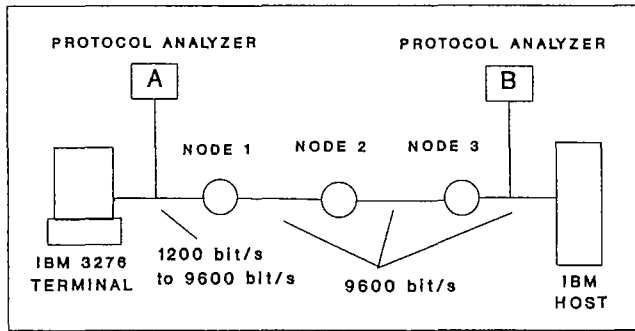 PROTOCOL ANALYZER
PROTOCOL ANALYZER
A
B
NODE 1
NODE 2
NODE 3
1200 bit/s
to 9600 bit/s
9600 bit/s
IBM 3276
TERMINAL
IBM
HOST